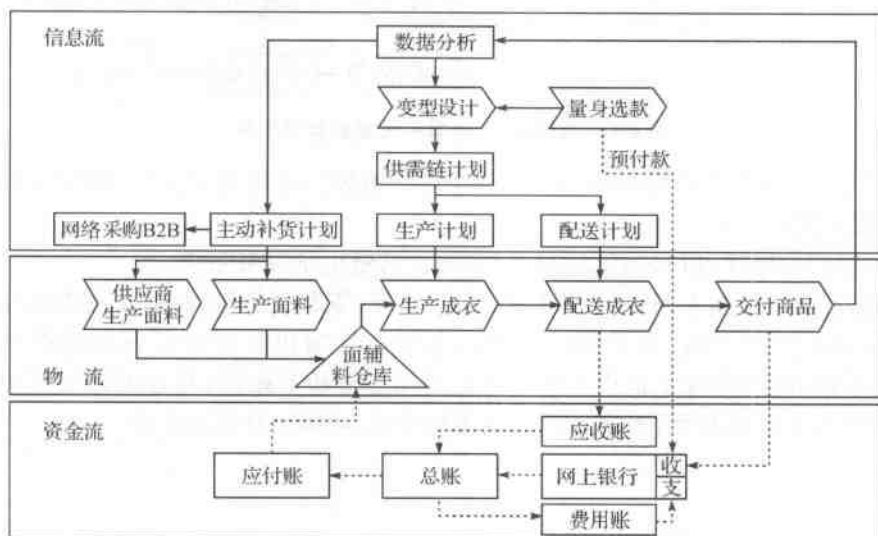 信息流
数据分析
变型设计
量身选款
预付款
供需链计划
网络采购B2B
主动补货计划
生产计划
配送计划
供应商
生产面料
生产面料
生产成衣
配送成衣
交付商品
面辅
料仓库
物 流
资金流
应收账
应付账
总账
网上银行
收
支
费用账